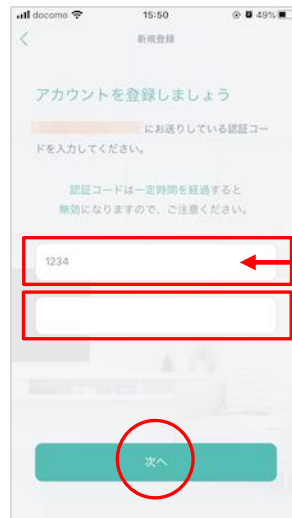 docomo 15:50 49%
新規登録
アカウントを登録しましょう
にお送りしている認証コー
ドを入力してください。
認証コードは一定時間を経過すると
無効になりますので、ご注意ください。
1234
次へ